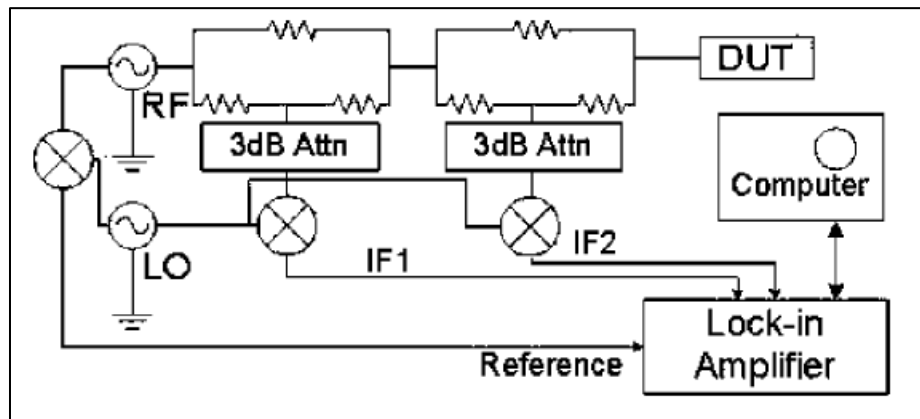 RF
DUT
3dB Attn
3dB Attn
Computer
LO
IF1
IF2
Lock-in
Amplifier
Reference